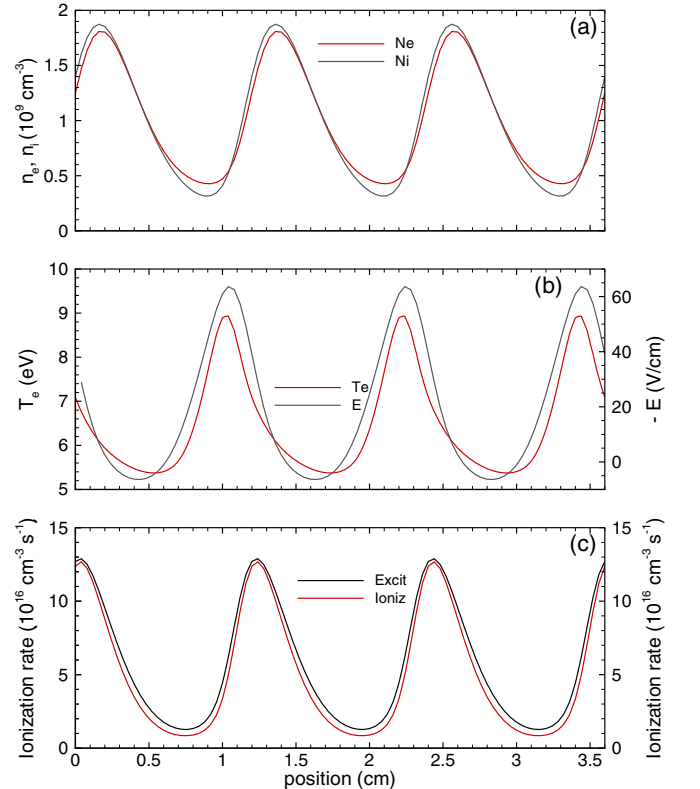 (a)
2
1.5
1
0.5
0
n_e, n_i (10^9 cm^-3)
Ne
Ni
(b)
10
9
8
7
6
5
T_e (eV)
60
40
20
0
- E (V/cm)
Te
E
(c)
15
10
5
0
Ionization rate (10^16 cm^-3 s^-1)
15
10
5
0
Ionization rate (10^16 cm^-3 s^-1)
Excit
Ioniz
0 0.5 1 1.5 2 2.5 3 3.5
position (cm)